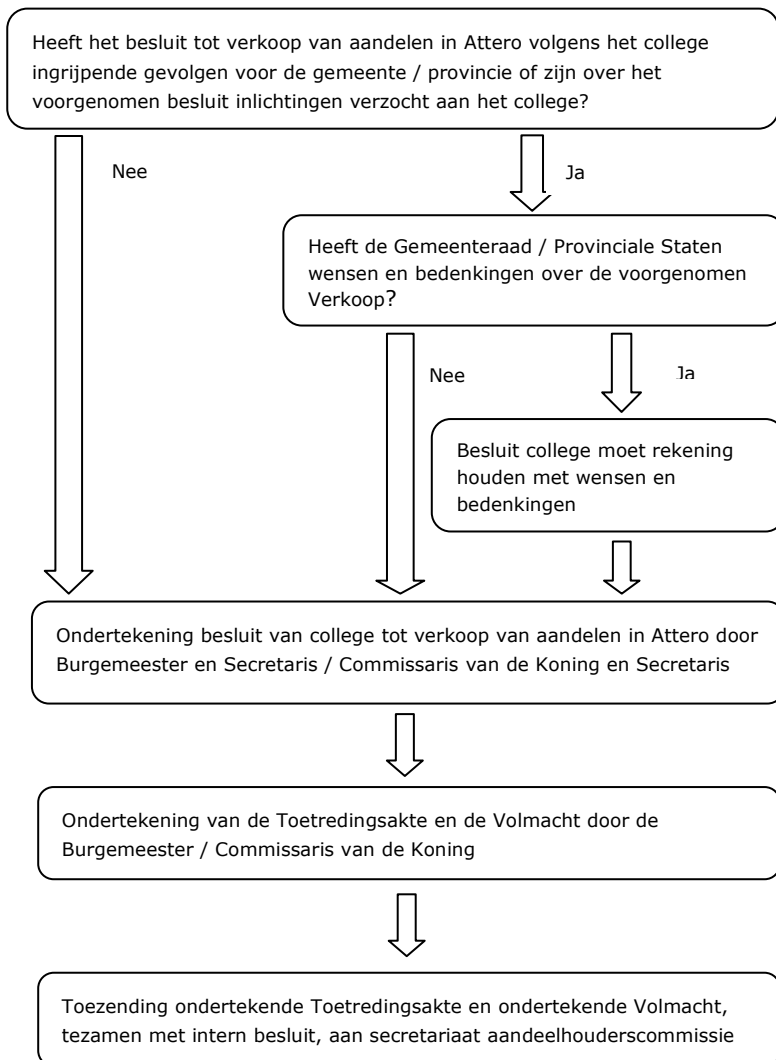 Heeft het besluit tot verkoop van aandelen in Attero volgens het college
ingrijpende gevolgen voor de gemeente / provincie of zijn over het
voorgenomen besluit inlichtingen verzocht aan het college?
Nee
Ja
Heeft de Gemeenteraad / Provinciale Staten
wensen en bedenkingen over de voorgenomen
Verkoop?
Nee
Ja
Besluit college moet rekening
houden met wensen en
bedenkingen
Ondertekening besluit van college tot verkoop van aandelen in Attero door
Burgemeester en Secretaris / Commissaris van de Koning en Secretaris
Ondertekening van de Toetredingsakte en de Volmacht door de
Burgemeester / Commissaris van de Koning
Toezending ondertekende Toetredingsakte en ondertekende Volmacht,
tezamen met intern besluit, aan secretariaat aandeelhouderscommissie